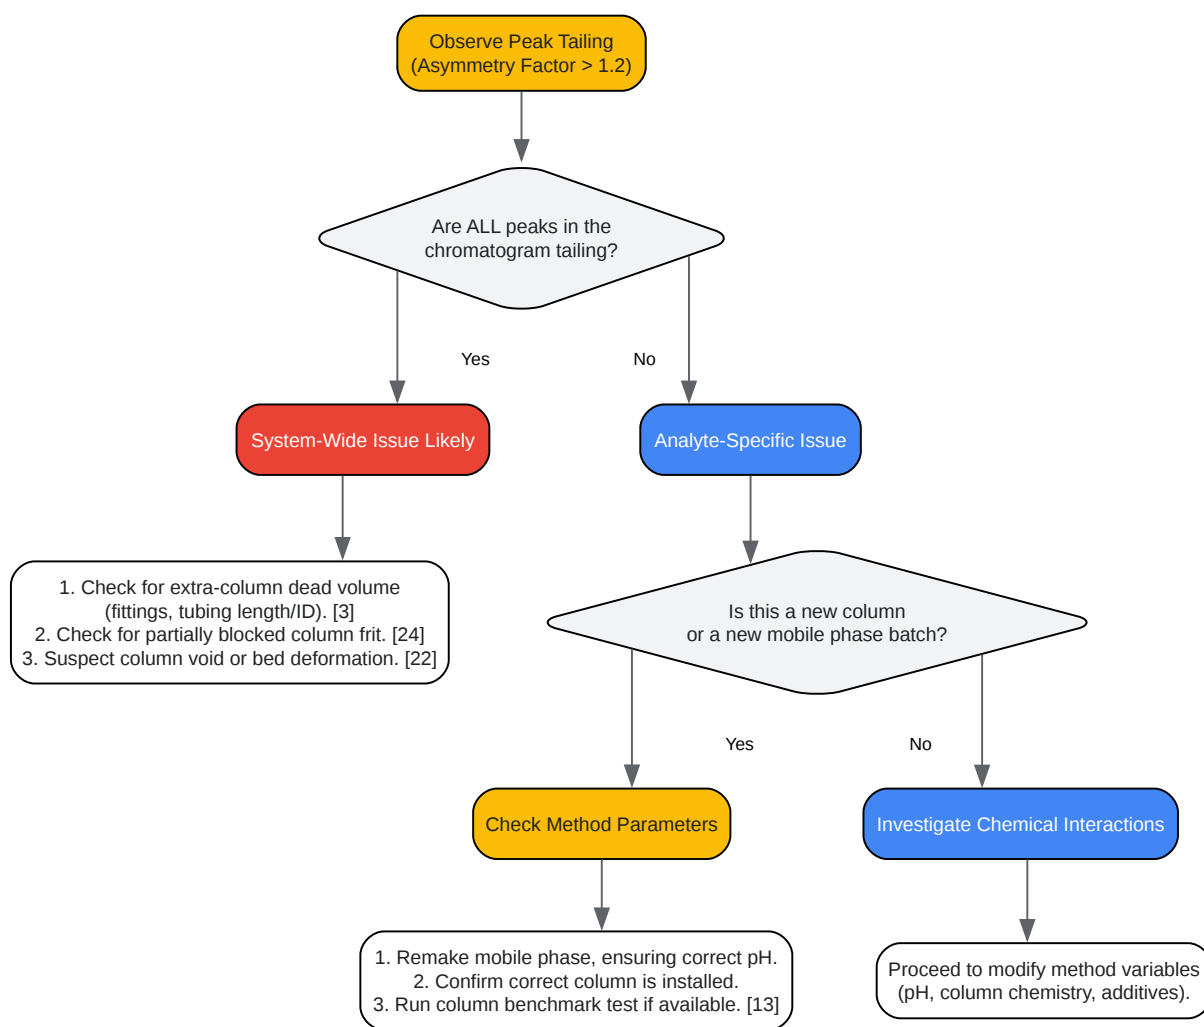 Observe Peak Tailing
(Asymmetry Factor > 1.2)
Are ALL peaks in the
chromatogram tailing?
Yes
No
System-Wide Issue Likely
Analyte-Specific Issue
1. Check for extra-column dead volume
(fittings, tubing length/ID). [3]
2. Check for partially blocked column frit. [24]
3. Suspect column void or bed deformation. [22]
Is this a new column
or a new mobile phase batch?
Yes
No
Check Method Parameters
Investigate Chemical Interactions
1. Remake mobile phase, ensuring correct pH.
2. Confirm correct column is installed.
3. Run column benchmark test if available. [13]
Proceed to modify method variables
(pH, column chemistry, additives).